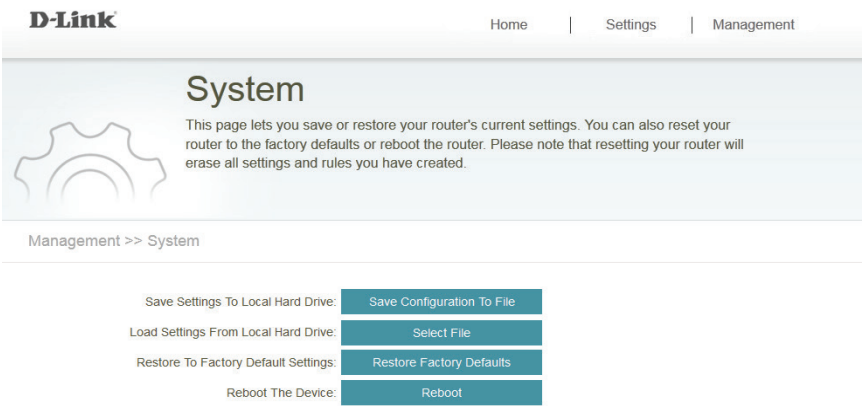 D-Link
Home | Settings | Management
System
This page lets you save or restore your router's current settings. You can also reset your
router to the factory defaults or reboot the router. Please note that resetting your router will
erase all settings and rules you have created.
Management >> System
Save Settings To Local Hard Drive: Save Configuration To File
Load Settings From Local Hard Drive: Select File
Restore To Factory Default Settings: Restore Factory Defaults
Reboot The Device: Reboot